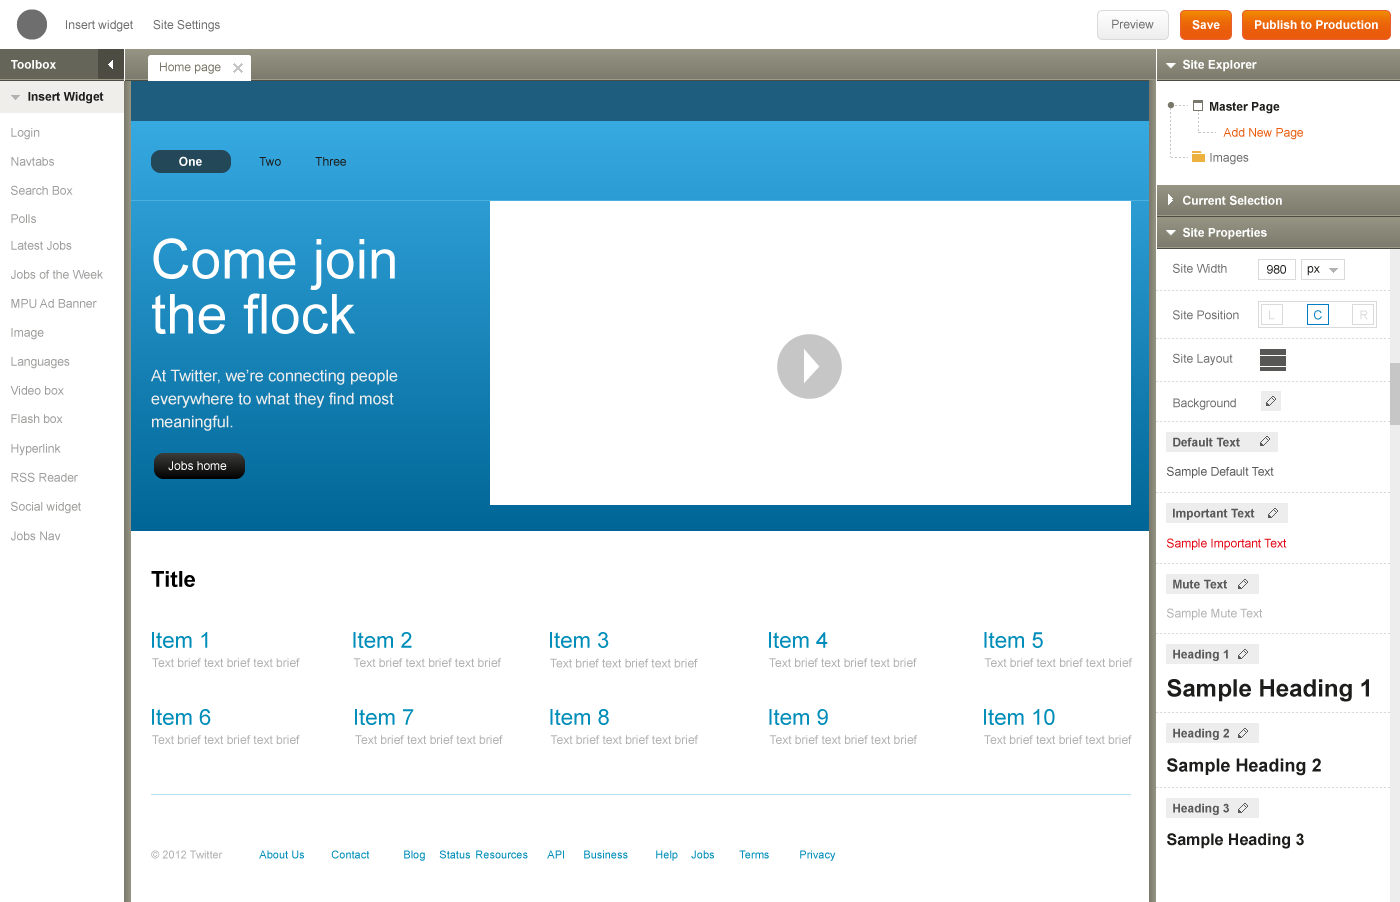 Insert widget Site Settings Preview Save Publish to Production
Toolbox
Insert Widget
Login
Navtabs
Search Box
Polls
Latest Jobs
Jobs of the Week
MPU Ad Banner
Image
Languages
Video box
Flash box
Hyperlink
RSS Reader
Social widget
Jobs Nav
Home page
One Two Three
Come join
the flock
At Twitter, we’re connecting people
everywhere to what they find most
meaningful.
Jobs home
Title
Item 1 Item 2 Item 3 Item 4 Item 5
Text brief text brief text brief Text brief text brief text brief Text brief text brief text brief Text brief text brief text brief Text brief text brief text brief
Item 6 Item 7 Item 8 Item 9 Item 10
Text brief text brief text brief Text brief text brief text brief Text brief text brief text brief Text brief text brief text brief Text brief text brief text brief
© 2012 Twitter About Us Contact Blog Status Resources API Business Help Jobs Terms Privacy
Site Explorer
Master Page
Add New Page
Images
Current Selection
Site Properties
Site Width 980 px
Site Position L C R
Site Layout
Background
Default Text
Sample Default Text
Important Text
Sample Important Text
Mute Text
Sample Mute Text
Heading 1
Sample Heading 1
Heading 2
Sample Heading 2
Heading 3
Sample Heading 3